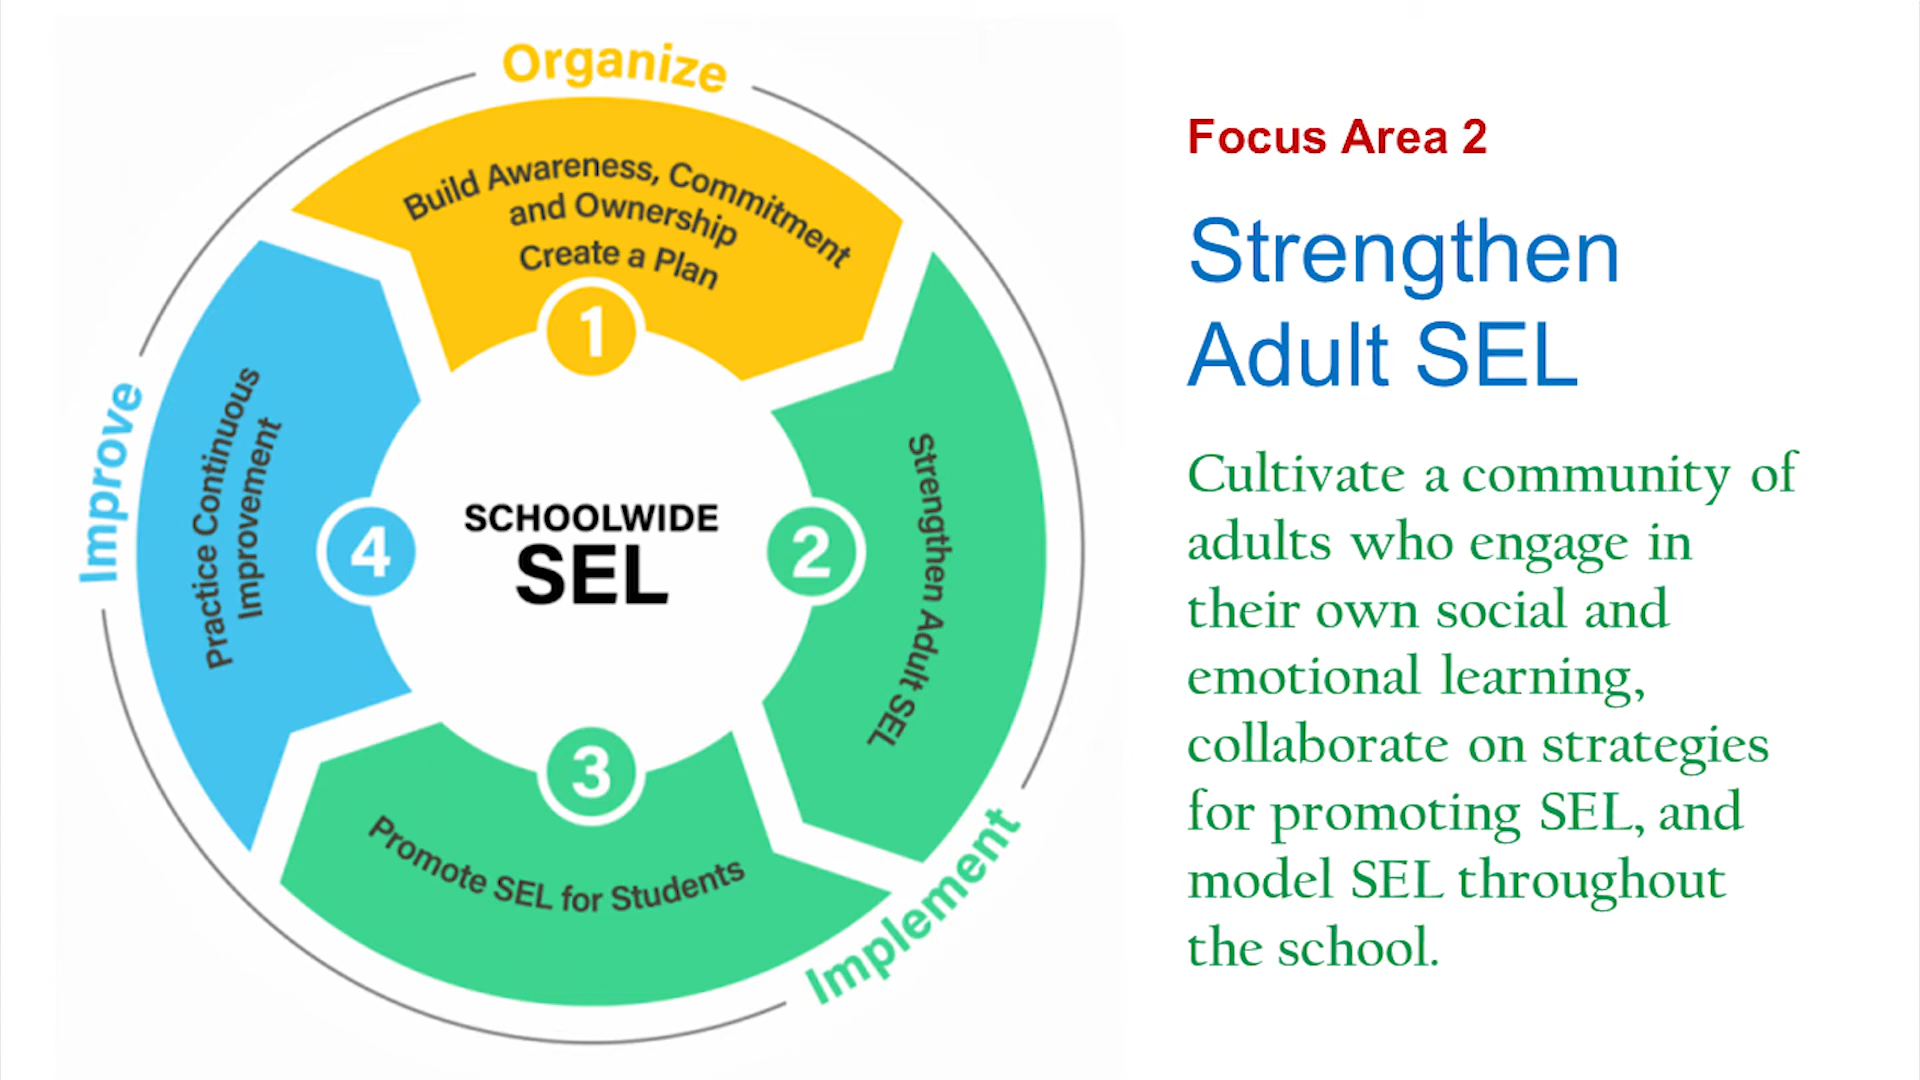 Organize
Build Awareness, Commitment
and Ownership
Create a Plan
1
Improve
Practice Continuous
Improvement
4
SCHOOLWIDE
SEL
2
Strengthen Adult SEL
3
Promote SEL for Students
Implement
Focus Area 2
Strengthen
Adult SEL
Cultivate a community of
adults who engage in
their own social and
emotional learning,
collaborate on strategies
for promoting SEL, and
model SEL throughout
the school.